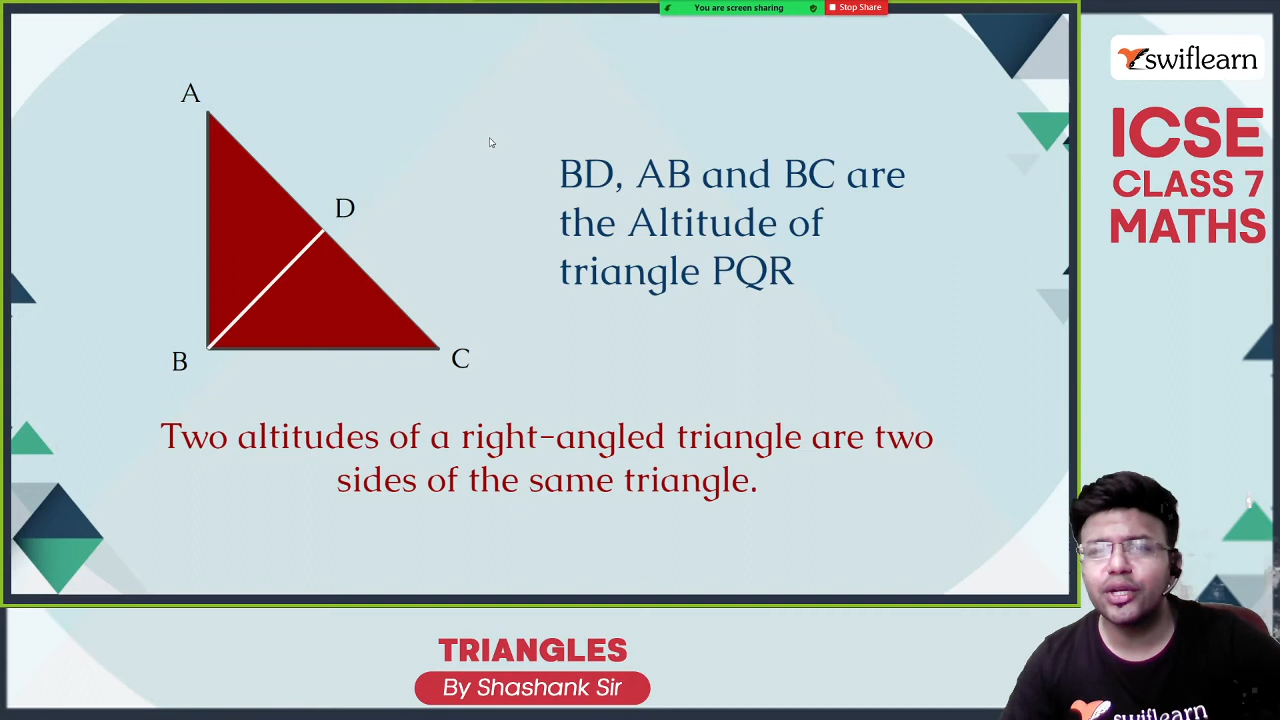 You are screen sharing
Stop Share
swiflearn
ICSE
CLASS 7
MATHS
A
D
B
C
BD, AB and BC are
the Altitude of
triangle PQR
Two altitudes of a right-angled triangle are two
sides of the same triangle.
TRIANGLES
By Shashank Sir
swiflearn